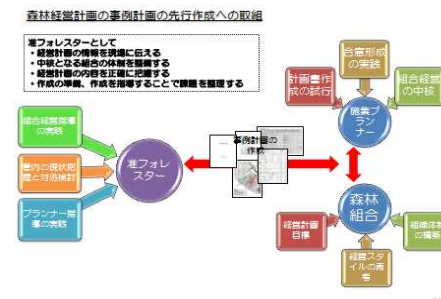 森林経営計画の事例計画の先行作成への取組
准フォレスターとして
・経営計画の情報を現場に伝える
・中核となる組合の体制を整備する
・経営計画の内容を正確に把握する
・作成の準備、作成を指導することで課題を整理する
組合経営指導
の実践
管内の現状把
握と対処検討
プランナー指
導の実践
准フォレ
スター
事例計画の
作成
計画書作
成の試行
合意形成
の実践
組合経営
の中核
施業プラ
ンナー
森林
組合
経営計画
目標
経営スタ
イルの再
考
組織体制
の構築